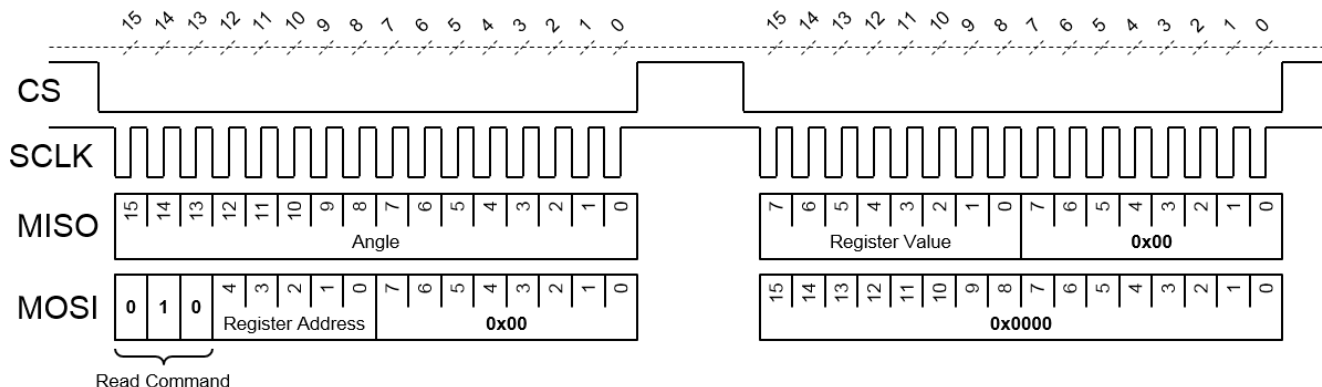 15 14 13 12 11 10 9 8 7 6 5 4 3 2 1 0 15 14 13 12 11 10 9 8 7 6 5 4 3 2 1 0
CS
SCLK
MISO 15 14 13 12 11 10 9 8 7 6 5 4 3 2 1 0 7 6 5 4 3 2 1 0 7 6 5 4 3 2 1 0
Angle Register Value 0x00
MOSI 0 1 0 4 3 2 1 0 7 6 5 4 3 2 1 0 15 14 13 12 11 10 9 8 7 6 5 4 3 2 1 0
Register Address 0x00 0x0000
Read Command